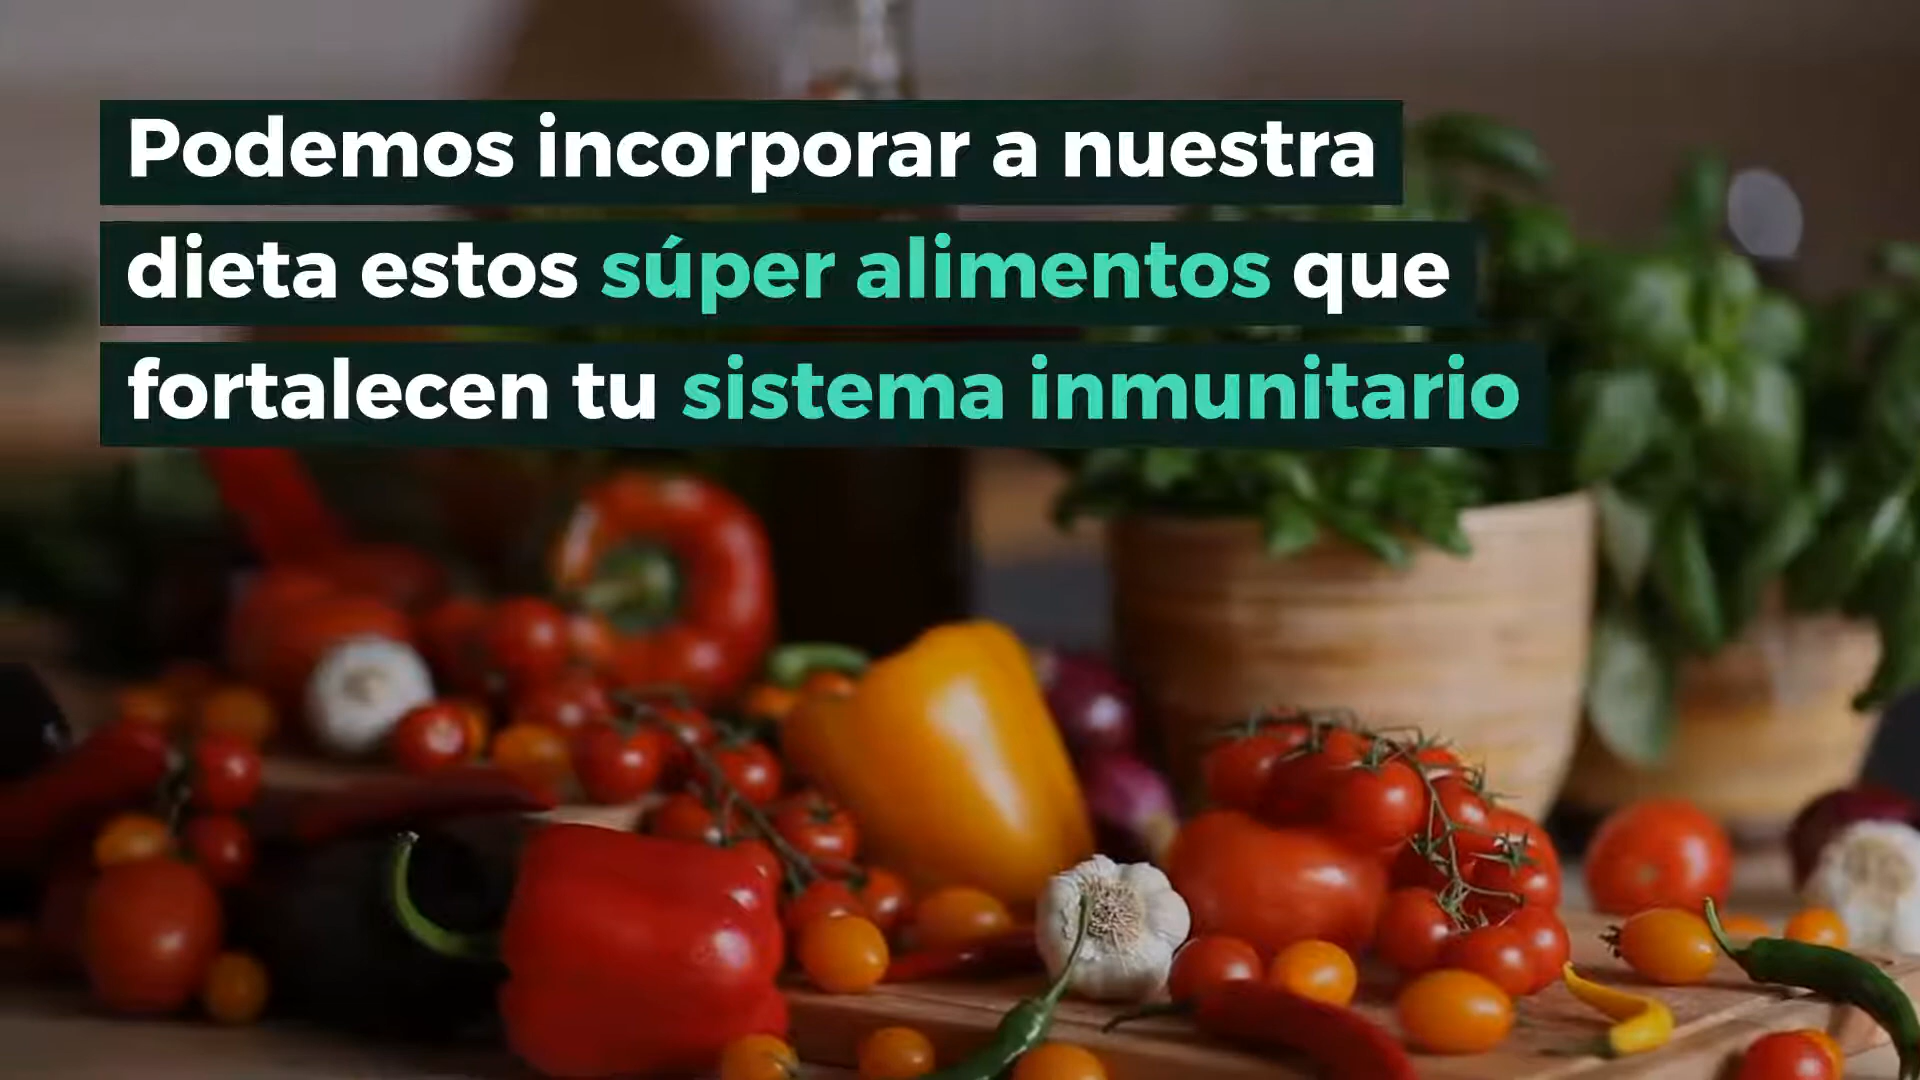 Podemos incorporar a nuestra
dieta estos súper alimentos que
fortalecen tu sistema inmunitario